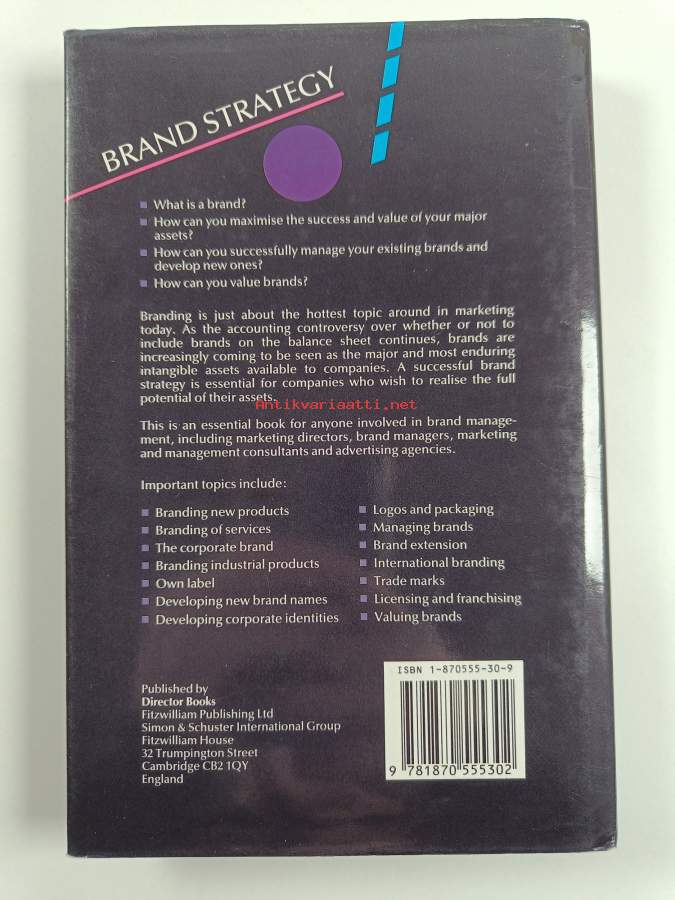 BRAND STRATEGY
What is a brand?
How can you maximise the success and value of your major
assets?
How can you successfully manage your existing brands and
develop new ones?
How can you value brands?
Branding is just about the hottest topic around in marketing
today. As the accounting controversy over whether or not to
include brands on the balance sheet continues, brands are
increasingly coming to be seen as the major and most enduring
intangible assets available to companies. A successful brand
strategy is essential for companies who wish to realise the full
potential of their assets.
Antikvariaatti.net
This is an essential book for anyone involved in brand manage-
ment, including marketing directors, brand managers, marketing
and management consultants and advertising agencies.
Important topics include:
Branding new products
Branding of services
The corporate brand
Branding industrial products
Own label
Developing new brand names
Developing corporate identities
Logos and packaging
Managing brands
Brand extension
International branding
Trade marks
Licensing and franchising
Valuing brands
Published by
Director Books
Fitzwilliam Publishing Ltd
Simon & Schuster International Group
Fitzwilliam House
32 Trumpington Street
Cambridge CB2 1QY
England
ISBN 1-870555-30-9
9 781870 555302